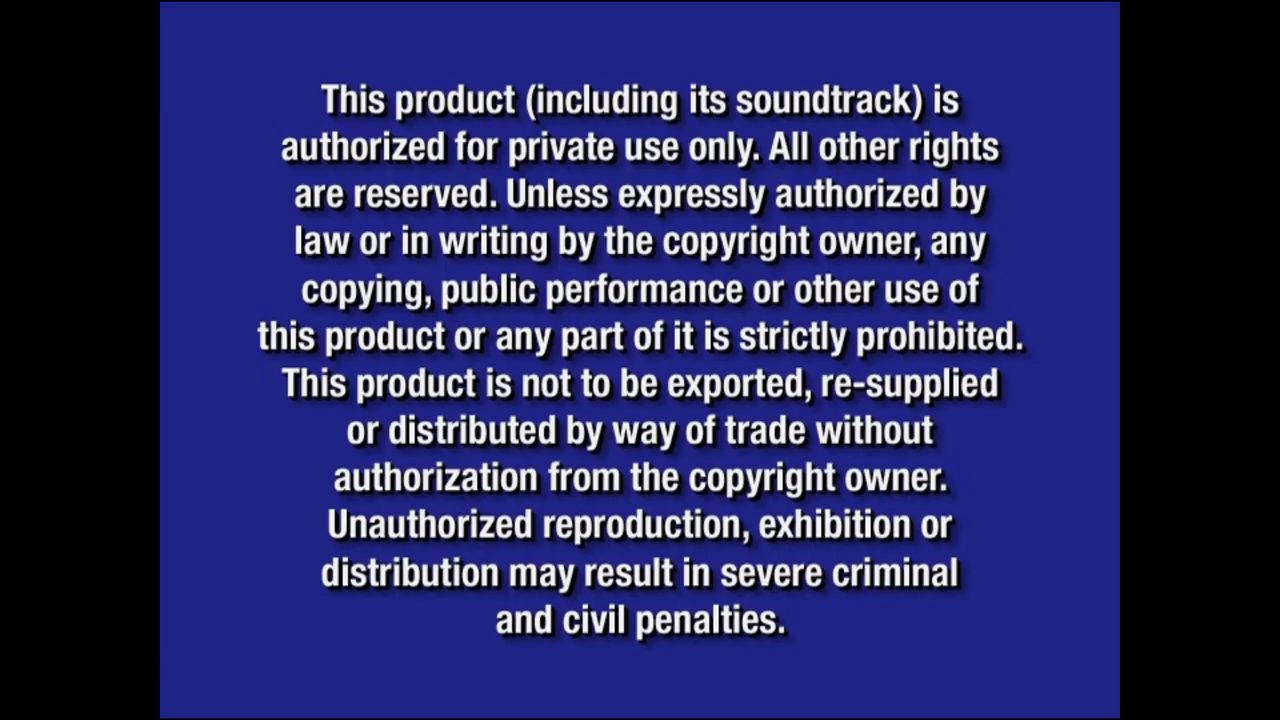 This product (including its soundtrack) is
authorized for private use only. All other rights
are reserved. Unless expressly authorized by
law or in writing by the copyright owner, any
copying, public performance or other use of
this product or any part of it is strictly prohibited.
This product is not to be exported, re-supplied
or distributed by way of trade without
authorization from the copyright owner.
Unauthorized reproduction, exhibition or
distribution may result in severe criminal
and civil penalties.